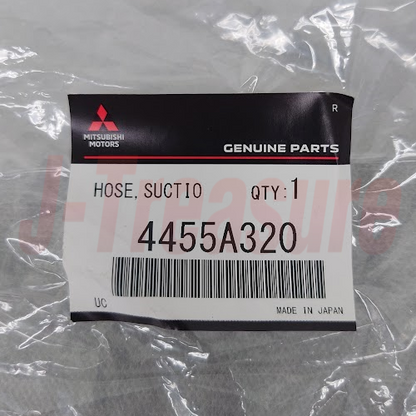 R
MITSUBISHI
MOTORS
GENUINE PARTS
HOSE, SUCTIO QTY:1
4455A320
UC
MADE IN JAPAN
J-Treasure